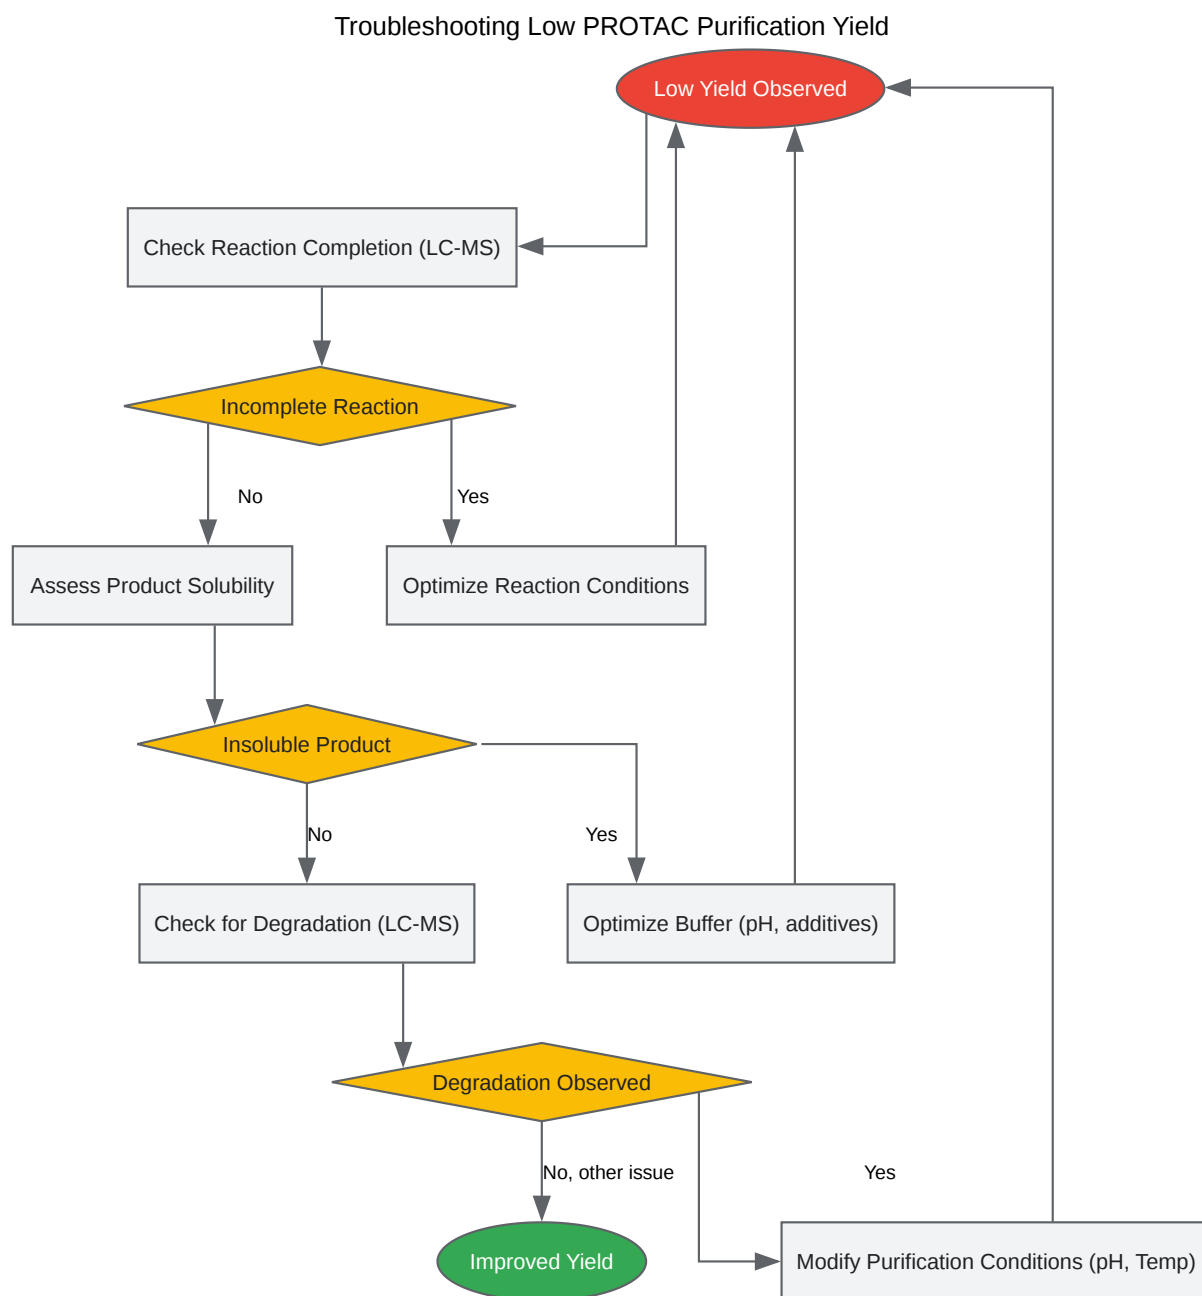 Troubleshooting Low PROTAC Purification Yield
Low Yield Observed
Check Reaction Completion (LC-MS)
Incomplete Reaction
No
Yes
Assess Product Solubility
Optimize Reaction Conditions
Insoluble Product
No
Yes
Check for Degradation (LC-MS)
Optimize Buffer (pH, additives)
Degradation Observed
No, other issue
Yes
Improved Yield
Modify Purification Conditions (pH, Temp)